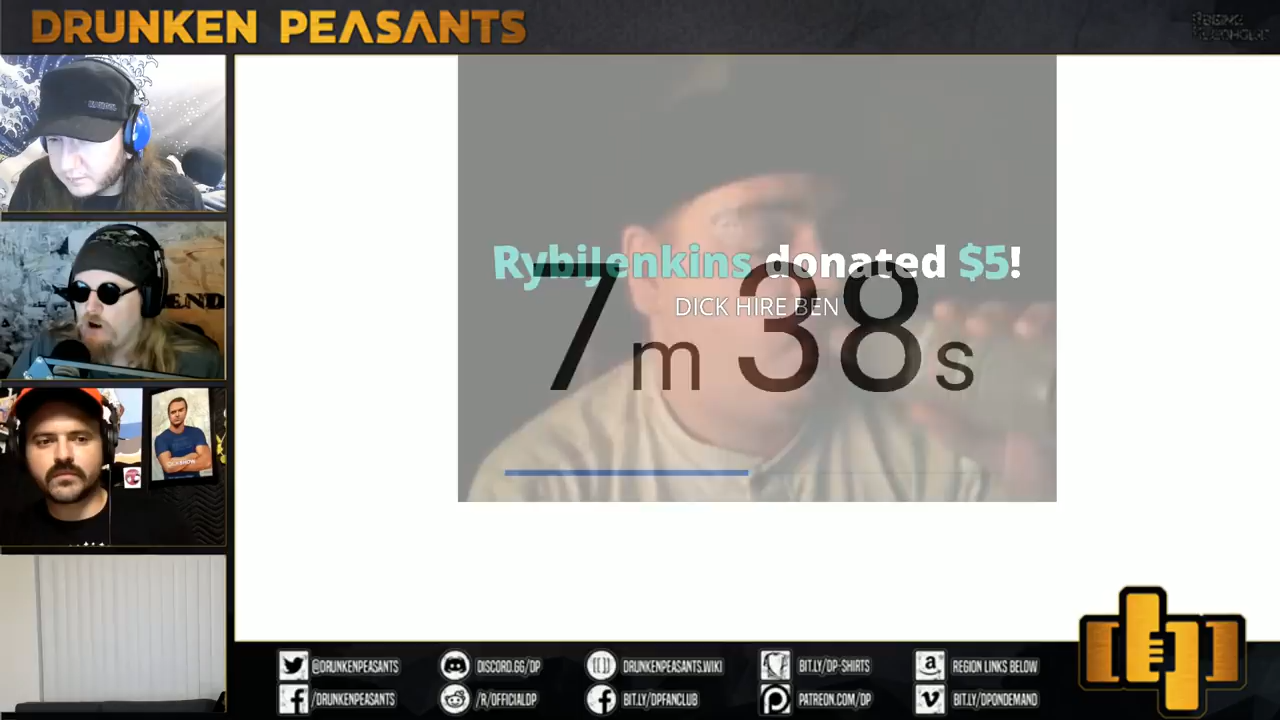 DRUNKEN PEASANTS
RybiJenkins donated $5!
DICK HIRE BEN
7m 38s
@DRUNKENPEASANTS
DISCORD.GG/DP
DRUNKENPEASANTS.WIKI
BIT.LY/DP-SHIRTS
REGION LINKS BELOW
/DRUNKENPEASANTS
/R/OFFICIALDP
BIT.LY/DPFANCLUB
PATREON.COM/DP
BIT.LY/DPONDEMAND